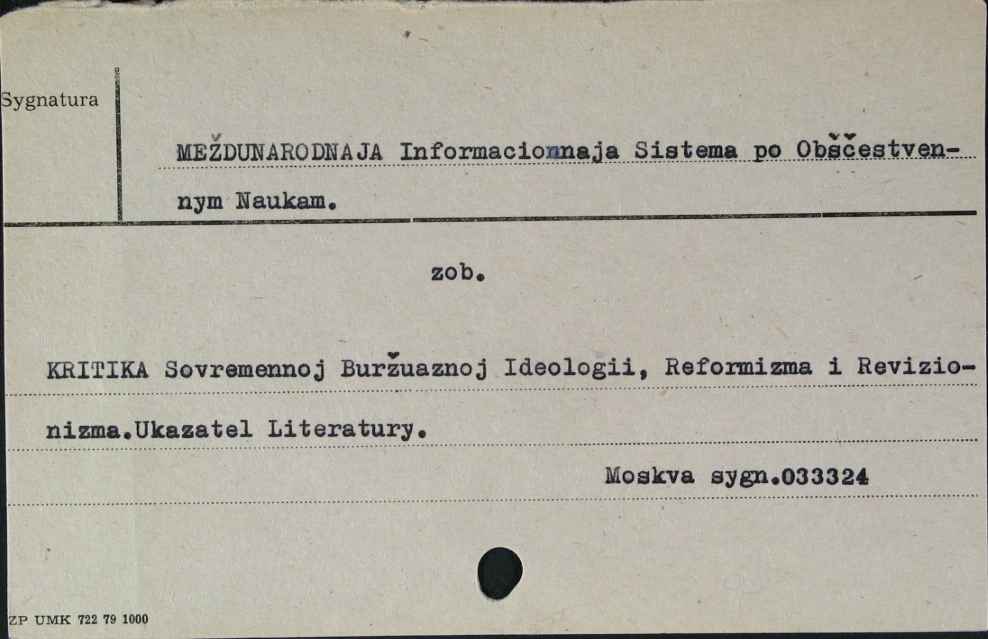 Sygnatura
MEŽDUNARODNAJA Informacionnaja Sistema po Obščestven-
nym Naukam.
zob.
KRITIKA Sovremennoj Buržuaznoj Ideologii, Reformizma i Revizio-
nizma.Ukazatel Literatury.
Moskva sygn.033324
ZP UMK 722 79 1000